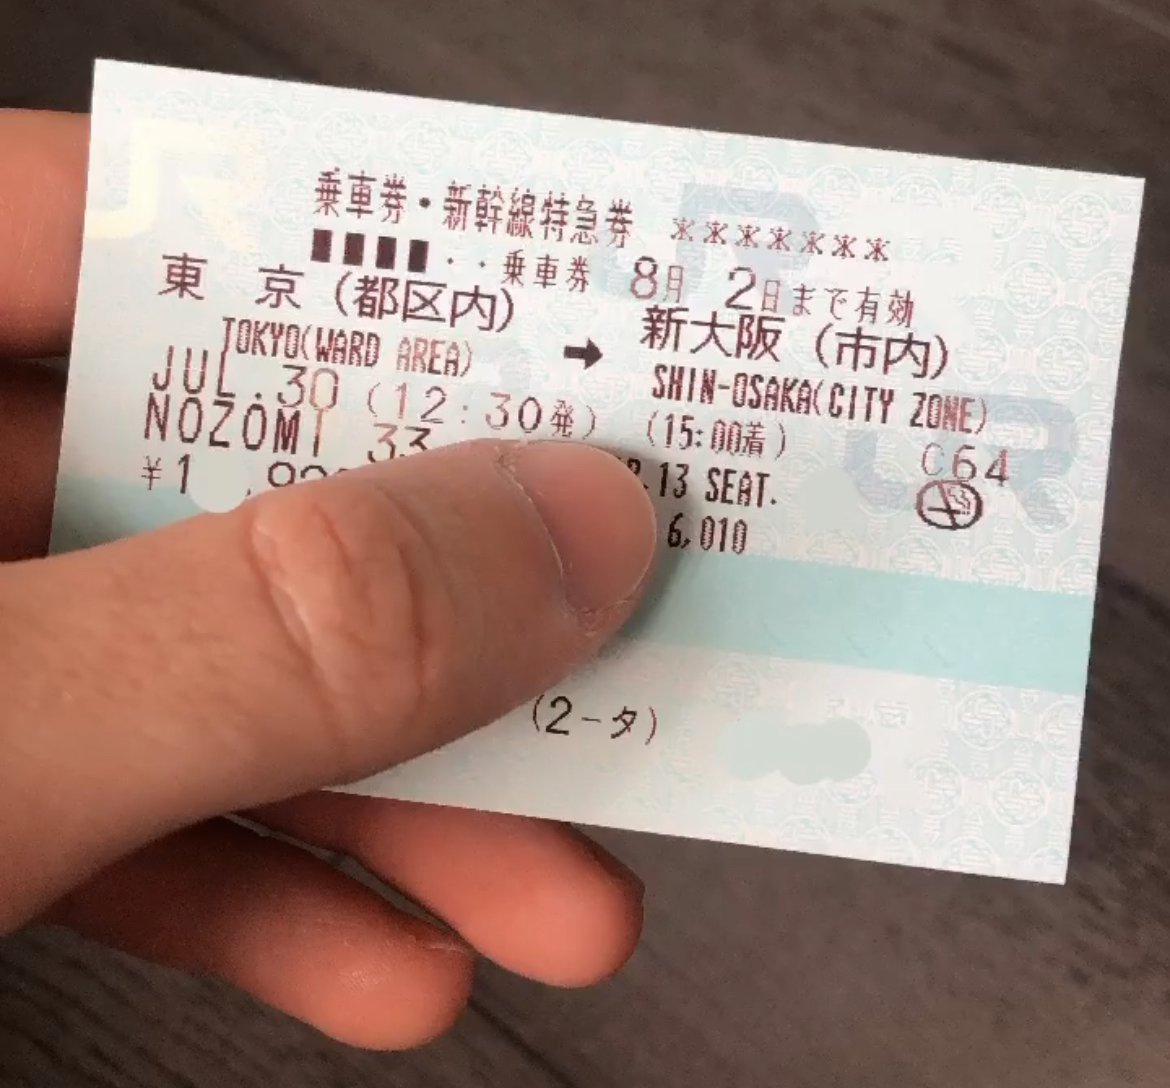 乗車券・新幹線特急券 *******
■■■■・・乗車券 8月 2日まで有効
東 京(都区内) ➡ 新大阪(市内)
TOKYO(WARD AREA) SHIN-OSAKA(CITY ZONE)
JUL.30 (12:30発) (15:00着) C64
NOZOMI 33 13 SEAT.
¥1 6,010
(2-タ)
JR